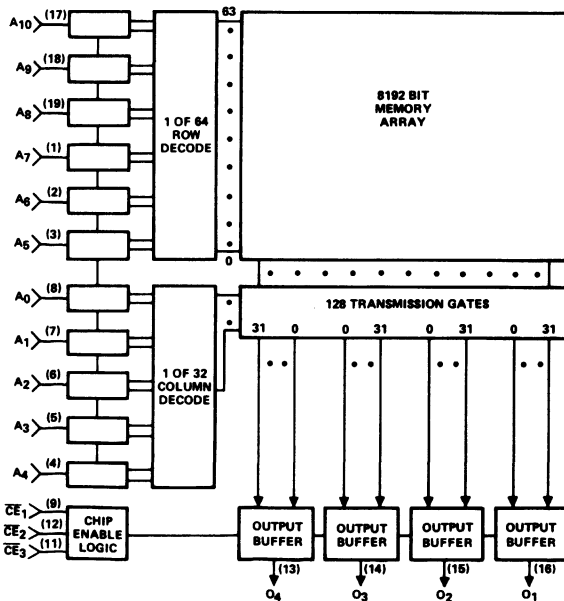 A10 (17)
A9 (18)
A8 (19)
A7 (1)
A6 (2)
A5 (3)
1 OF 64
ROW
DECODE
63
0
8192 BIT
MEMORY
ARRAY
A0 (8)
A1 (7)
A2 (6)
A3 (5)
A4 (4)
1 OF 32
COLUMN
DECODE
128 TRANSMISSION GATES
31 0 0 31 0 31 0 31
C̅E̅1 (9)
C̅E̅2 (12)
C̅E̅3 (11)
CHIP
ENABLE
LOGIC
OUTPUT
BUFFER
OUTPUT
BUFFER
OUTPUT
BUFFER
OUTPUT
BUFFER
(13) (14) (15) (16)
O4 O3 O2 O1